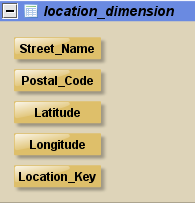 location_dimension
Street_Name
Postal_Code
Latitude
Longitude
Location_Key